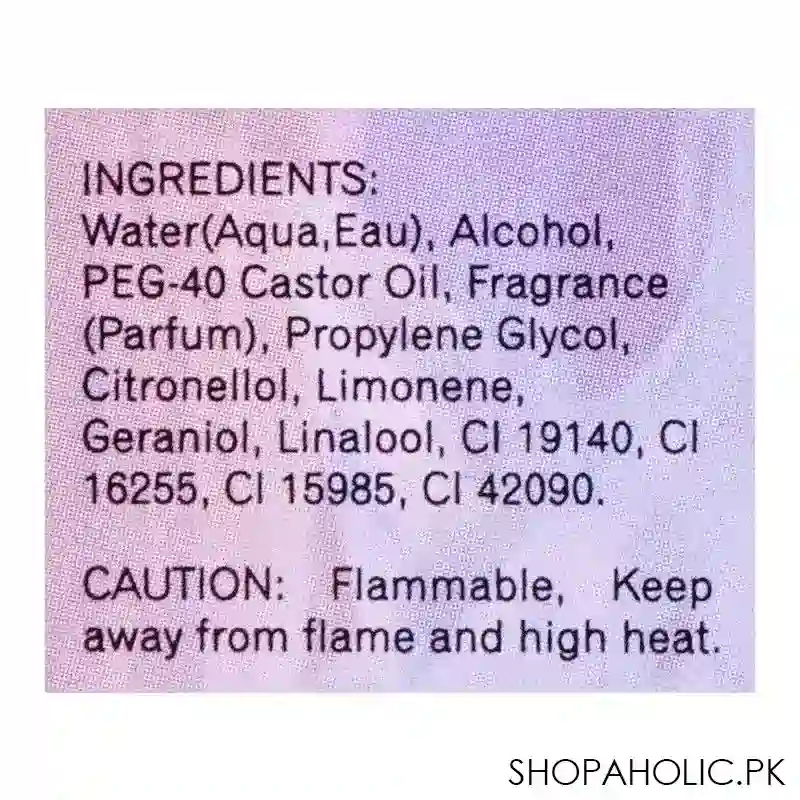 INGREDIENTS:
Water(Aqua,Eau), Alcohol,
PEG-40 Castor Oil, Fragrance
(Parfum), Propylene Glycol,
Citronellol, Limonene,
Geraniol, Linalool, CI 19140, CI
16255, CI 15985, CI 42090.
CAUTION: Flammable, Keep
away from flame and high heat.
SHOPAHOLIC.PK